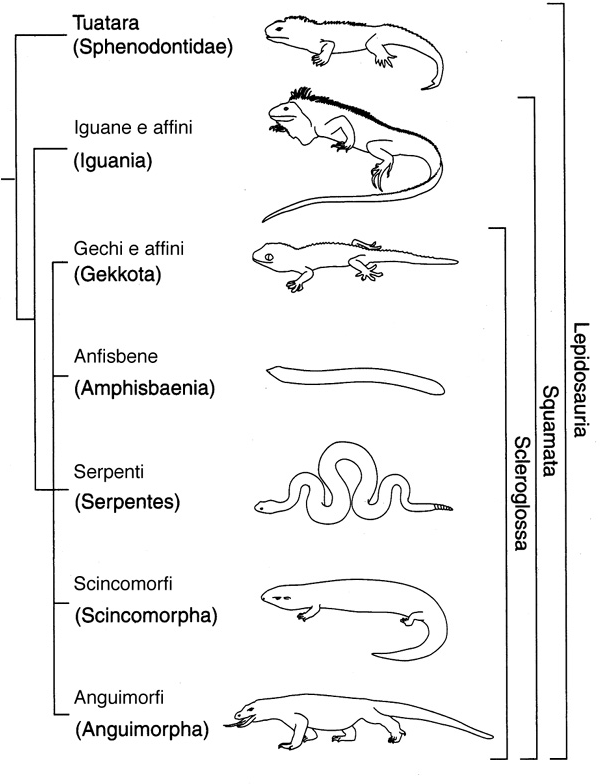 Tuatara
(Sphenodontidae)
Iguane e affini
(Iguania)
Gechi e affini
(Gekkota)
Anfisbene
(Amphisbaenia)
Serpenti
(Serpentes)
Scincomorfi
(Scincomorpha)
Anguimorfi
(Anguimorpha)
Scleroglossa
Squamata
Lepidosauria